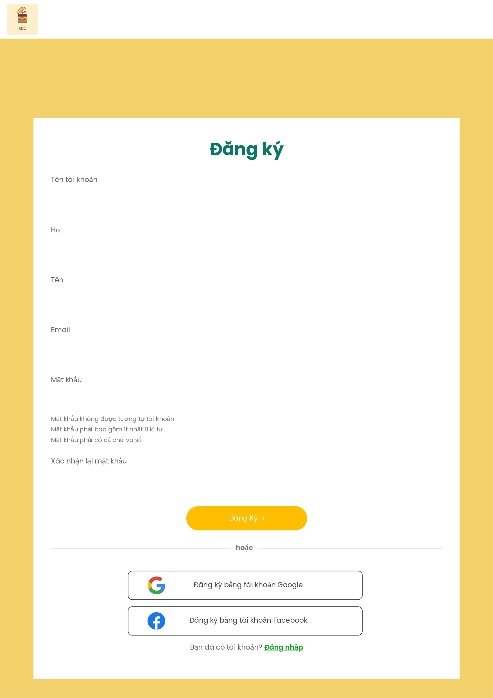 Đăng ký
Tên tài khoản
Họ
Tên
Email
Mật khẩu
Mật khẩu không được tương tự tài khoản
Mật khẩu phải bao gồm ít nhất 8 kí tự
Mật khẩu phải có cả chữ và số
Xác nhận lại mật khẩu
Đăng Ký
hoặc
Đăng ký bằng tài khoản Google
Đăng ký bằng tài khoản Facebook
Bạn đã có tài khoản? Đăng nhập